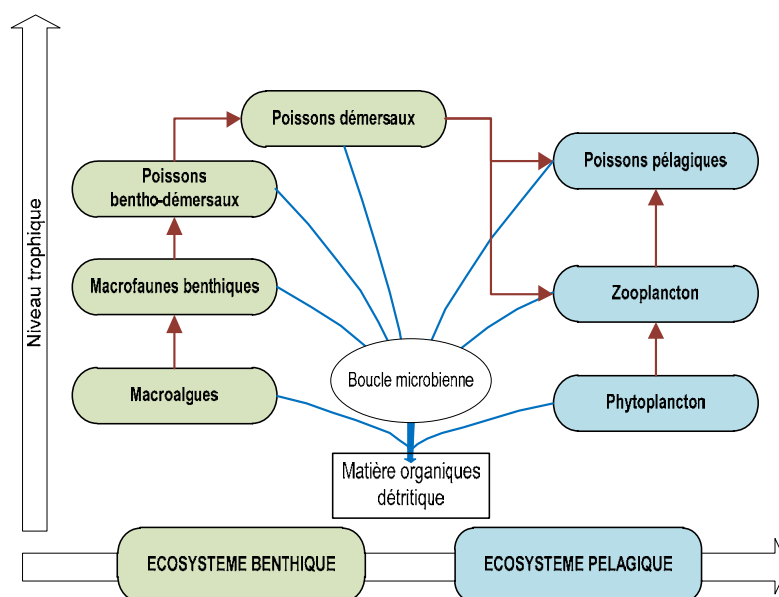 Niveau trophique
Poissons démersaux
Poissons
bentho-démersaux
Poissons pélagiques
Macrofaunes benthiques
Zooplancton
Boucle microbienne
Macroalgues
Phytoplancton
Matière organiques
détritique
ECOSYSTEME BENTHIQUE
ECOSYSTEME PELAGIQUE